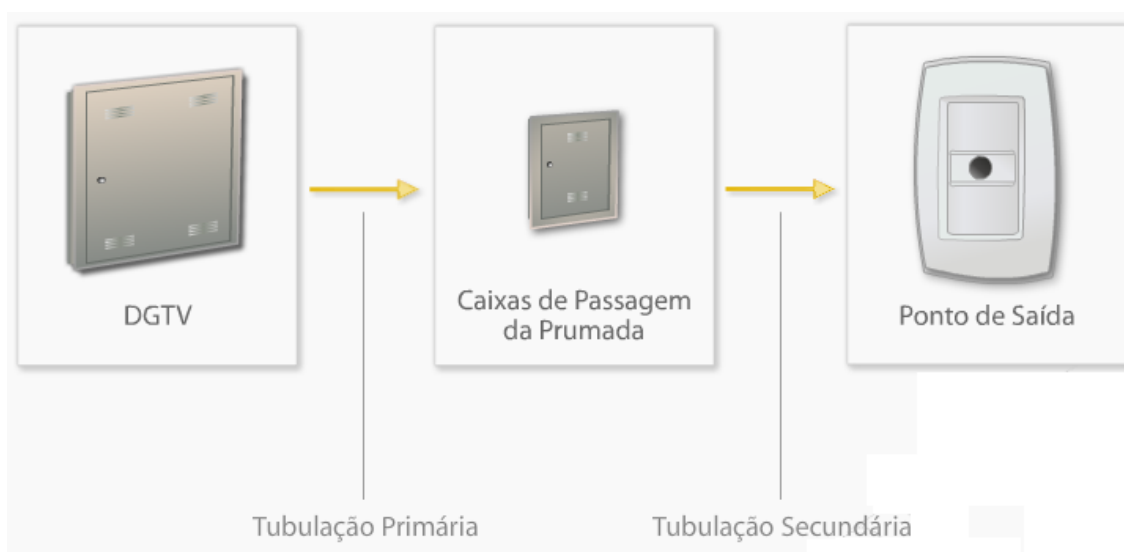 DGTV
Caixas de Passagem
da Prumada
Ponto de Saída
Tubulação Primária
Tubulação Secundária